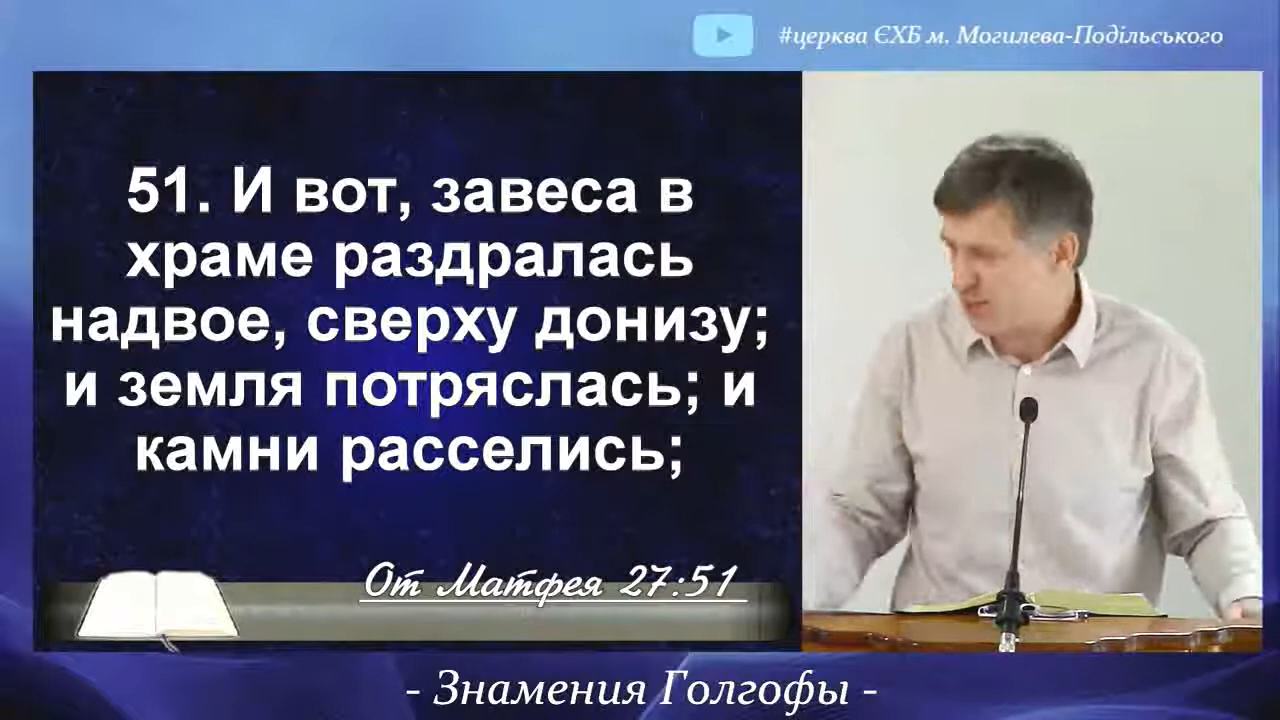 #церква ЄХБ м. Могилева-Подільського
51. И вот, завеса в
храме раздралась
надвое, сверху донизу;
и земля потряслась; и
камни расселись;
От Матфея 27:51
- Знамения Голгофы -